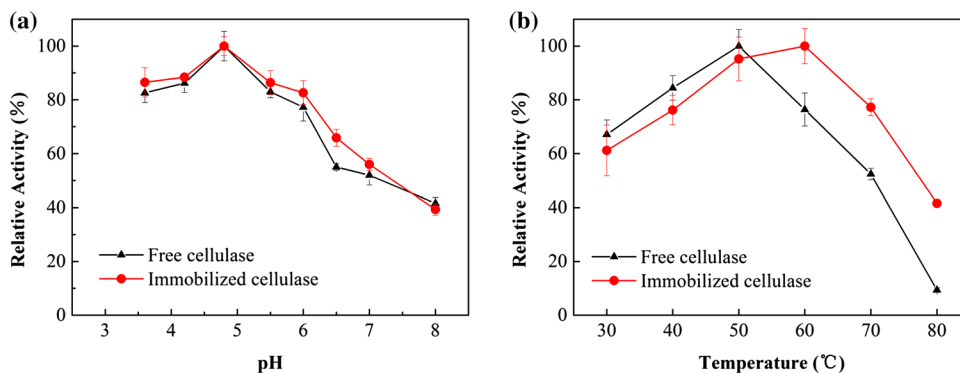 (a)
Relative Activity (%)
100
80
60
40
20
0
Free cellulase
Immobilized cellulase
3 4 5 6 7 8
pH
(b)
Relative Activity (%)
100
80
60
40
20
0
Free cellulase
Immobilized cellulase
30 40 50 60 70 80
Temperature (℃)